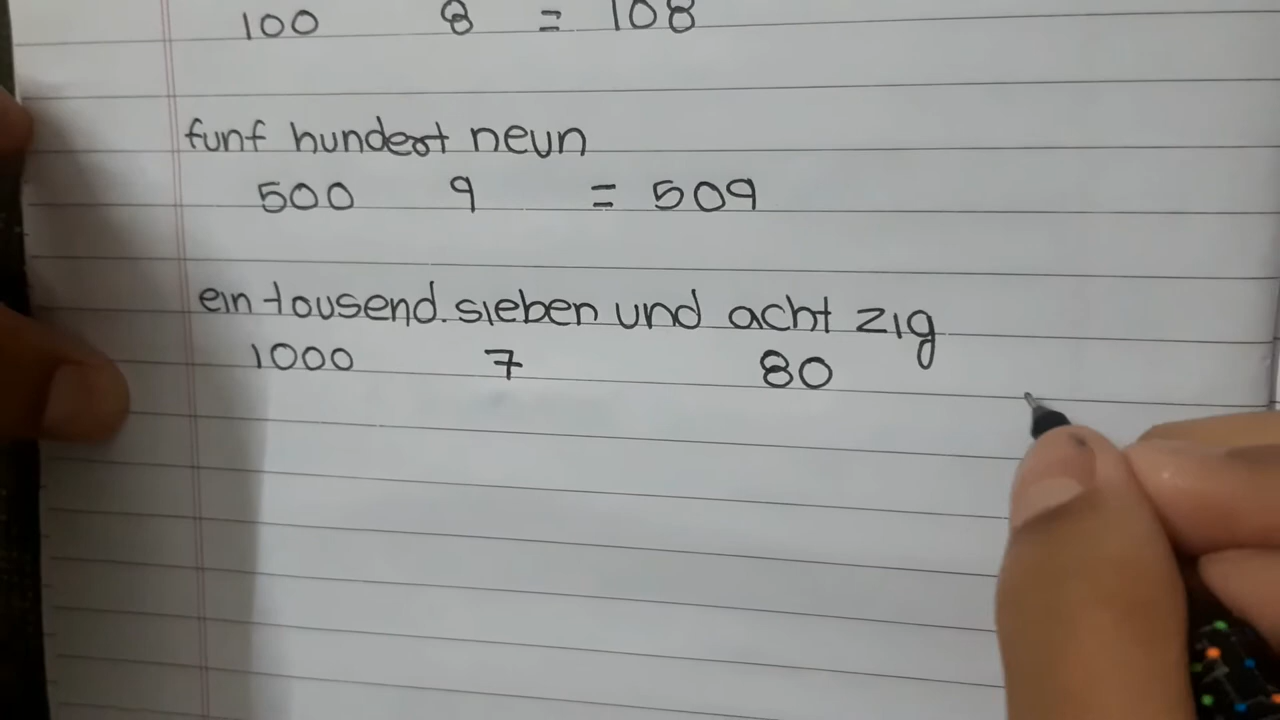 100 8 = 108
funf hundert neun
500 9 = 509
ein tousend. sieben und acht zig
1000 7 80